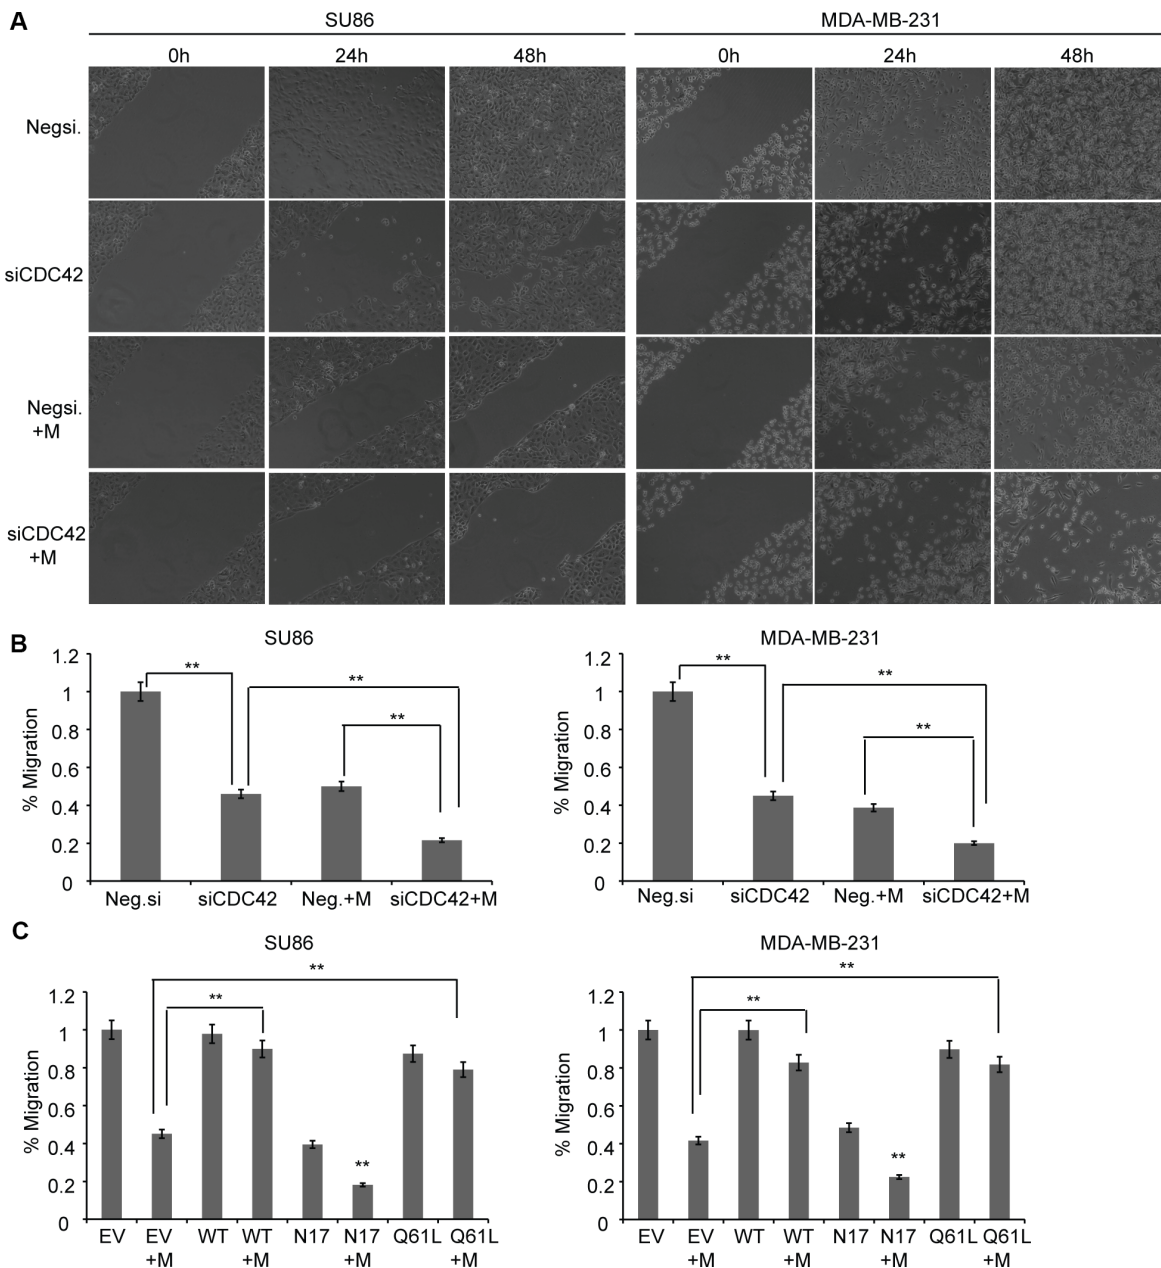 A
SU86
MDA-MB-231
0h
24h
48h
0h
24h
48h
Negsi.
siCDC42
Negsi.
+M
siCDC42
+M
B
SU86
% Migration
1.2
1
0.8
0.6
0.4
0.2
0
**
**
**
Neg.si
siCDC42
Neg.+M
siCDC42+M
MDA-MB-231
% Migration
1.2
1
0.8
0.6
0.4
0.2
0
**
**
**
Neg.si
siCDC42
Neg.+M
siCDC42+M
C
SU86
% Migration
1.2
1
0.8
0.6
0.4
0.2
0
**
**
**
EV
EV
+M
WT
WT
+M
N17
N17
+M
Q61L
Q61L
+M
MDA-MB-231
% Migration
1.2
1
0.8
0.6
0.4
0.2
0
**
**
**
EV
EV
+M
WT
WT
+M
N17
N17
+M
Q61L
Q61L
+M